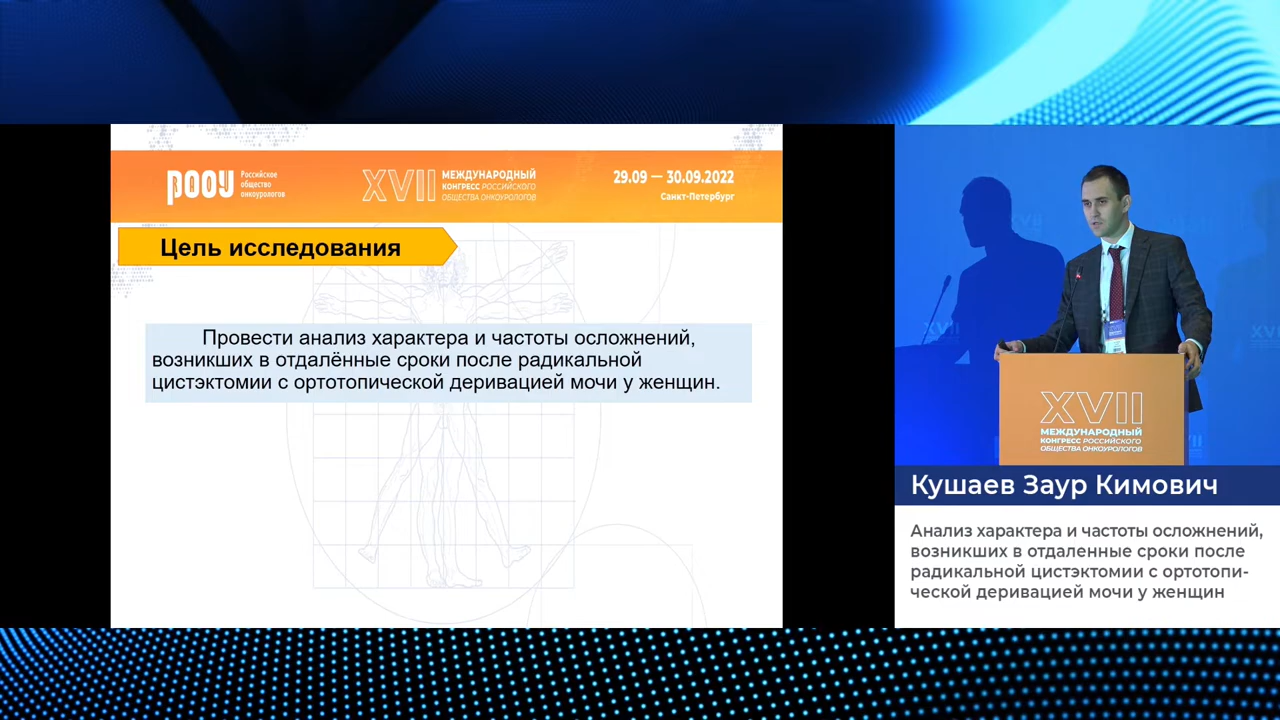 РООУ
Российское
общество
онкоурологов
XVII
МЕЖДУНАРОДНЫЙ
КОНГРЕСС РОССИЙСКОГО
ОБЩЕСТВА ОНКОУРОЛОГОВ
29.09 — 30.09.2022
Санкт-Петербург
Цель исследования
Провести анализ характера и частоты осложнений,
возникших в отдалённые сроки после радикальной
цистэктомии с ортотопической деривацией мочи у женщин.
XVII
МЕЖДУНАРОДНЫЙ
КОНГРЕСС РОССИЙСКОГО
ОБЩЕСТВА ОНКОУРОЛОГОВ
Кушаев Заур Кимович
Анализ характера и частоты осложнений,
возникших в отдаленные сроки после
радикальной цистэктомии с ортотопи-
ческой деривацией мочи у женщин